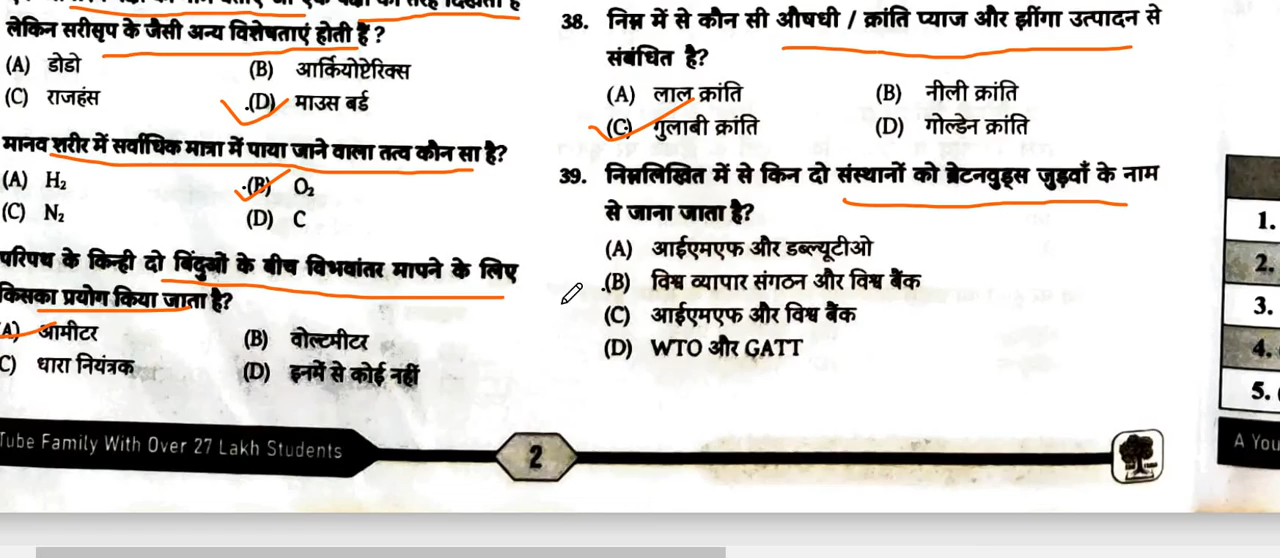 लेकिन सरीसृप के जैसी अन्य विशेषताएं होती हैं ?
(A) डोडो (B) आर्कियोप्टेरिक्स
(C) राजहंस .(D) माउस बर्ड
मानव शरीर में सर्वाधिक मात्रा में पाया जाने वाला तत्व कौन सा है?
(A) H₂ .(B) O₂
(C) N₂ (D) C
परिपथ के किन्ही दो बिंदुओं के बीच विभवांतर मापने के लिए
किसका प्रयोग किया जाता है?
A) आमीटर (B) वोल्टमीटर
C) धारा नियंत्रक (D) इनमें से कोई नहीं
Tube Family With Over 27 Lakh Students
2
38. निम्न में से कौन सी औषधी / क्रांति प्याज और झींगा उत्पादन से
संबंधित है?
(A) लाल क्रांति (B) नीली क्रांति
(C) गुलाबी क्रांति (D) गोल्डेन क्रांति
39. निम्नलिखित में से किन दो संस्थानों को ब्रेटनवुड्स जुड़वाँ के नाम
से जाना जाता है?
(A) आईएमएफ और डब्ल्यूटीओ
.(B) विश्व व्यापार संगठन और विश्व बैंक
(C) आईएमएफ और विश्व बैंक
(D) WTO और GATT
1.
2.
3.
4.
5.
A You